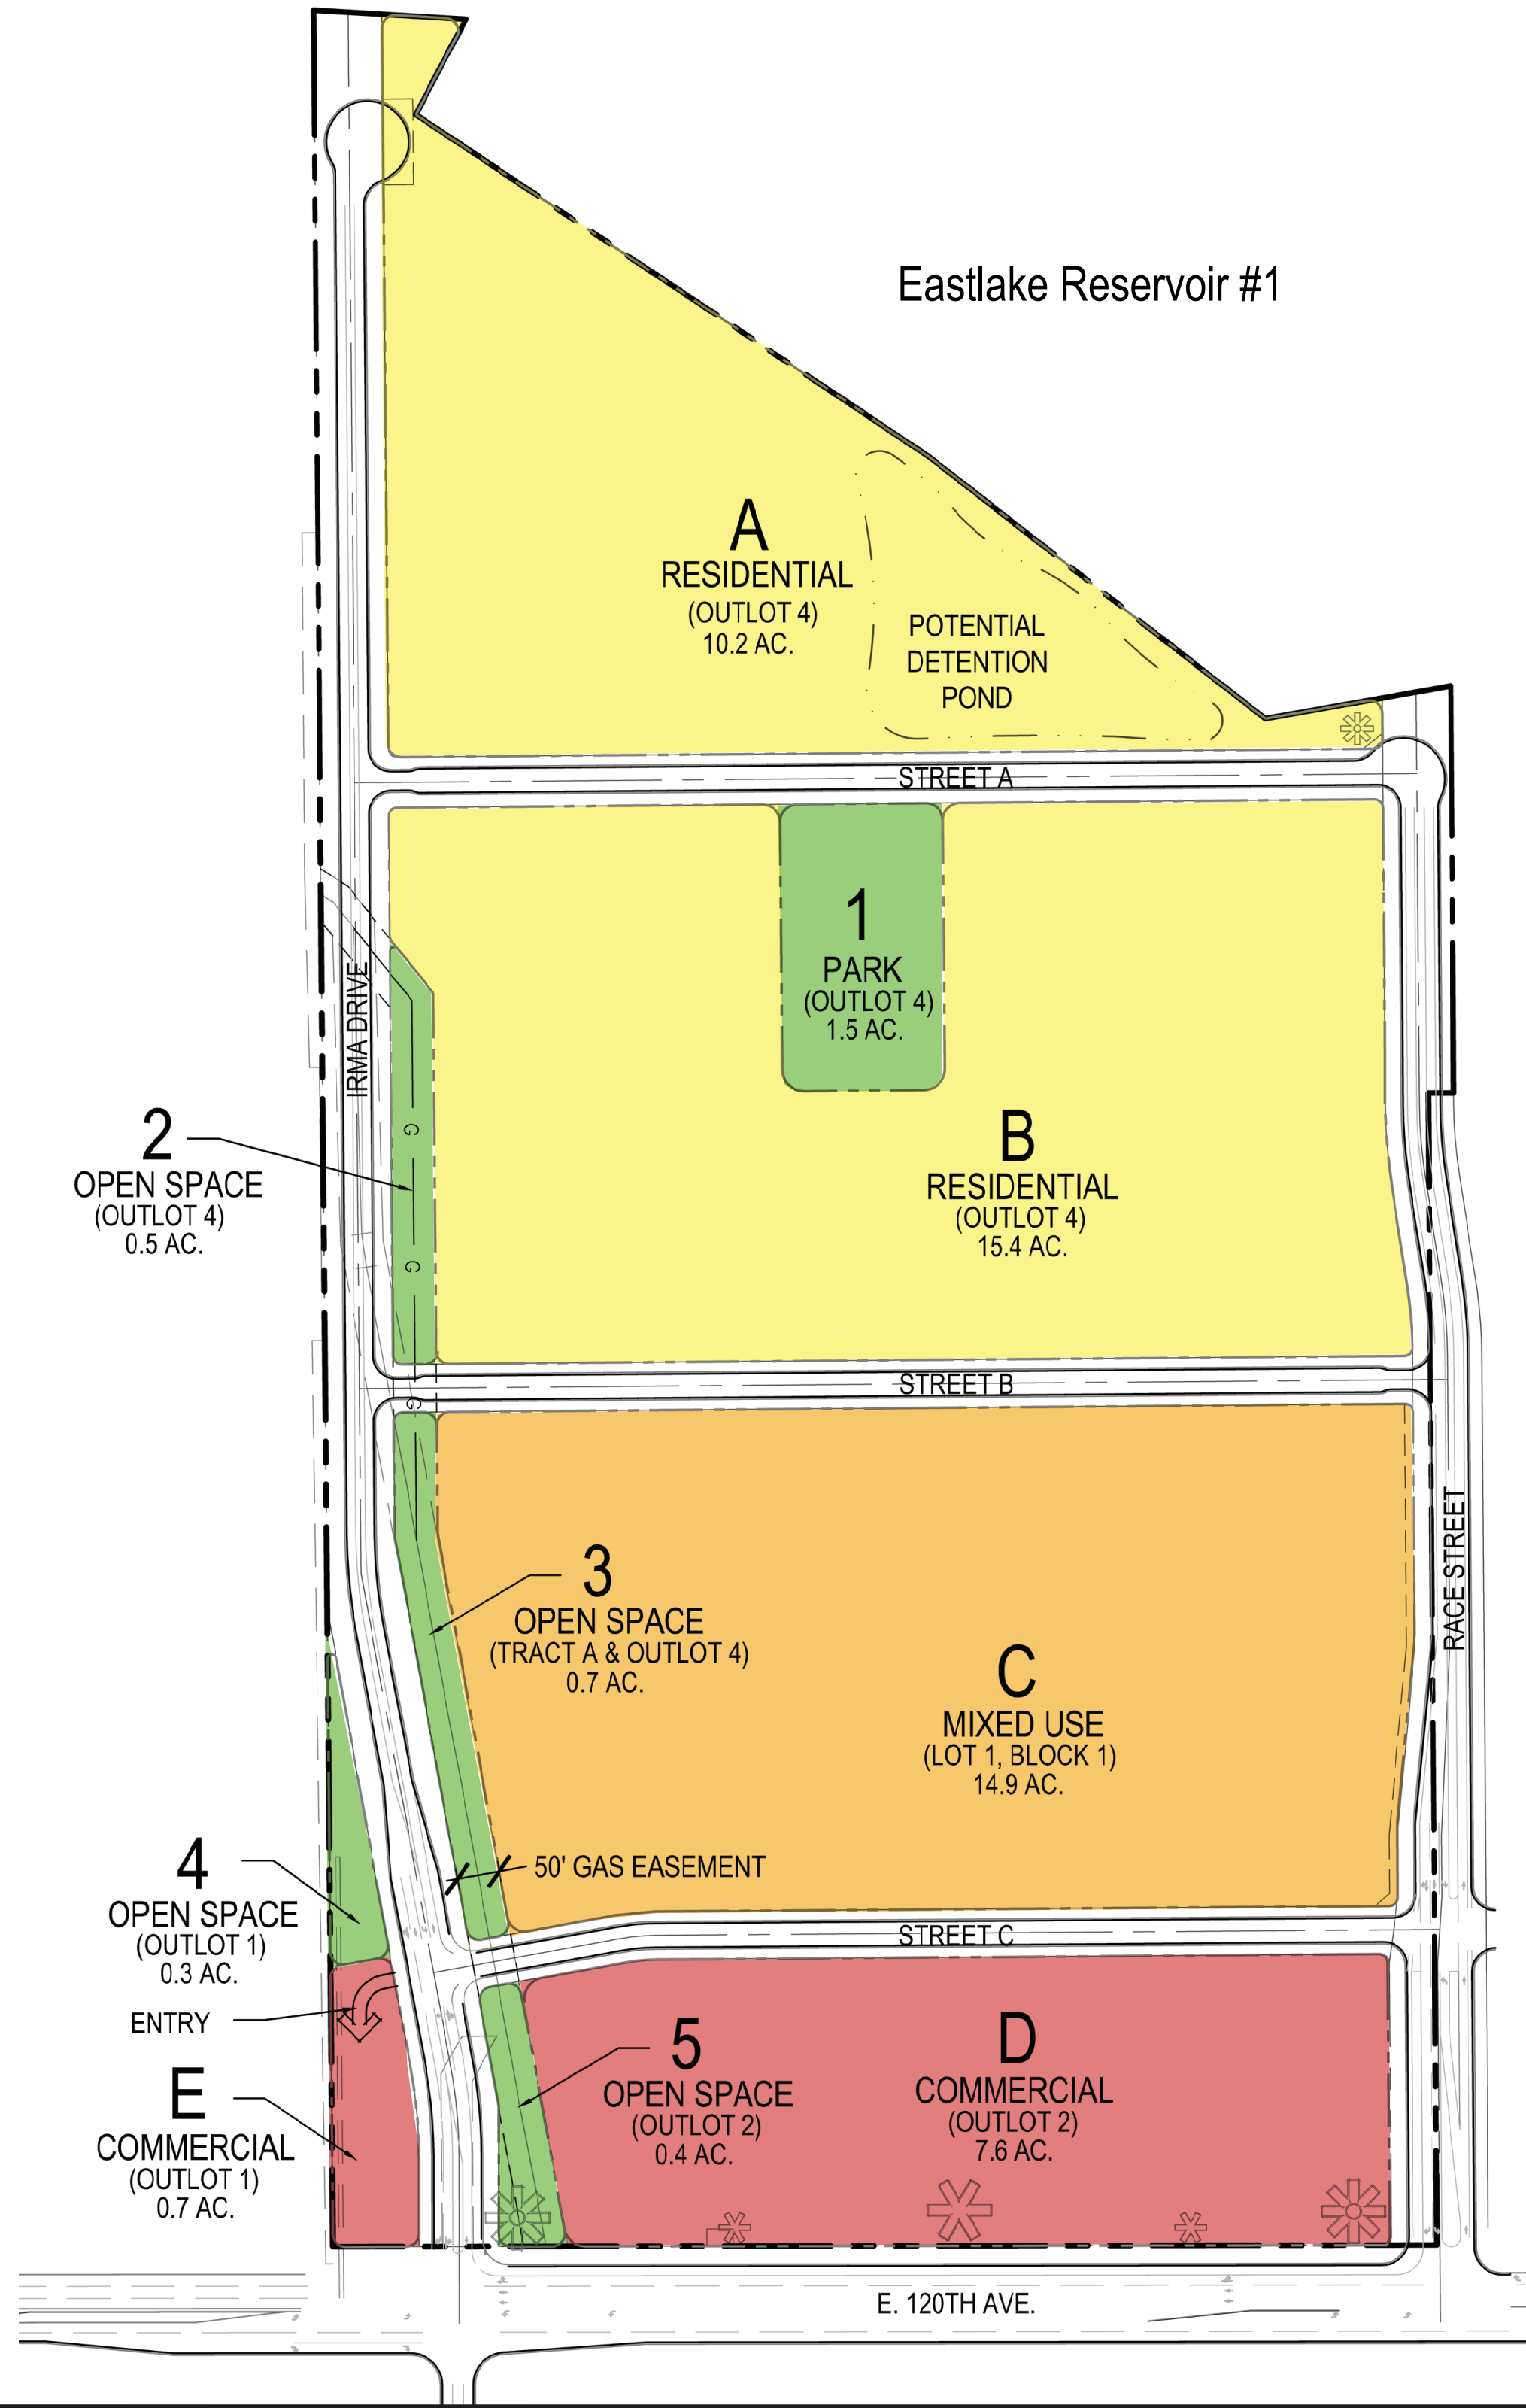 Eastlake Reservoir #1
A
RESIDENTIAL
(OUTLOT 4)
10.2 AC.
POTENTIAL
DETENTION
POND
STREET A
1
PARK
(OUTLOT 4)
1.5 AC.
IRMA DRIVE
2
OPEN SPACE
(OUTLOT 4)
0.5 AC.
G
G
B
RESIDENTIAL
(OUTLOT 4)
15.4 AC.
STREET B
G
3
OPEN SPACE
(TRACT A & OUTLOT 4)
0.7 AC.
RACE STREET
C
MIXED USE
(LOT 1, BLOCK 1)
14.9 AC.
50' GAS EASEMENT
4
OPEN SPACE
(OUTLOT 1)
0.3 AC.
STREET C
ENTRY
5
OPEN SPACE
(OUTLOT 2)
0.4 AC.
D
COMMERCIAL
(OUTLOT 2)
7.6 AC.
E
COMMERCIAL
(OUTLOT 1)
0.7 AC.
E. 120TH AVE.